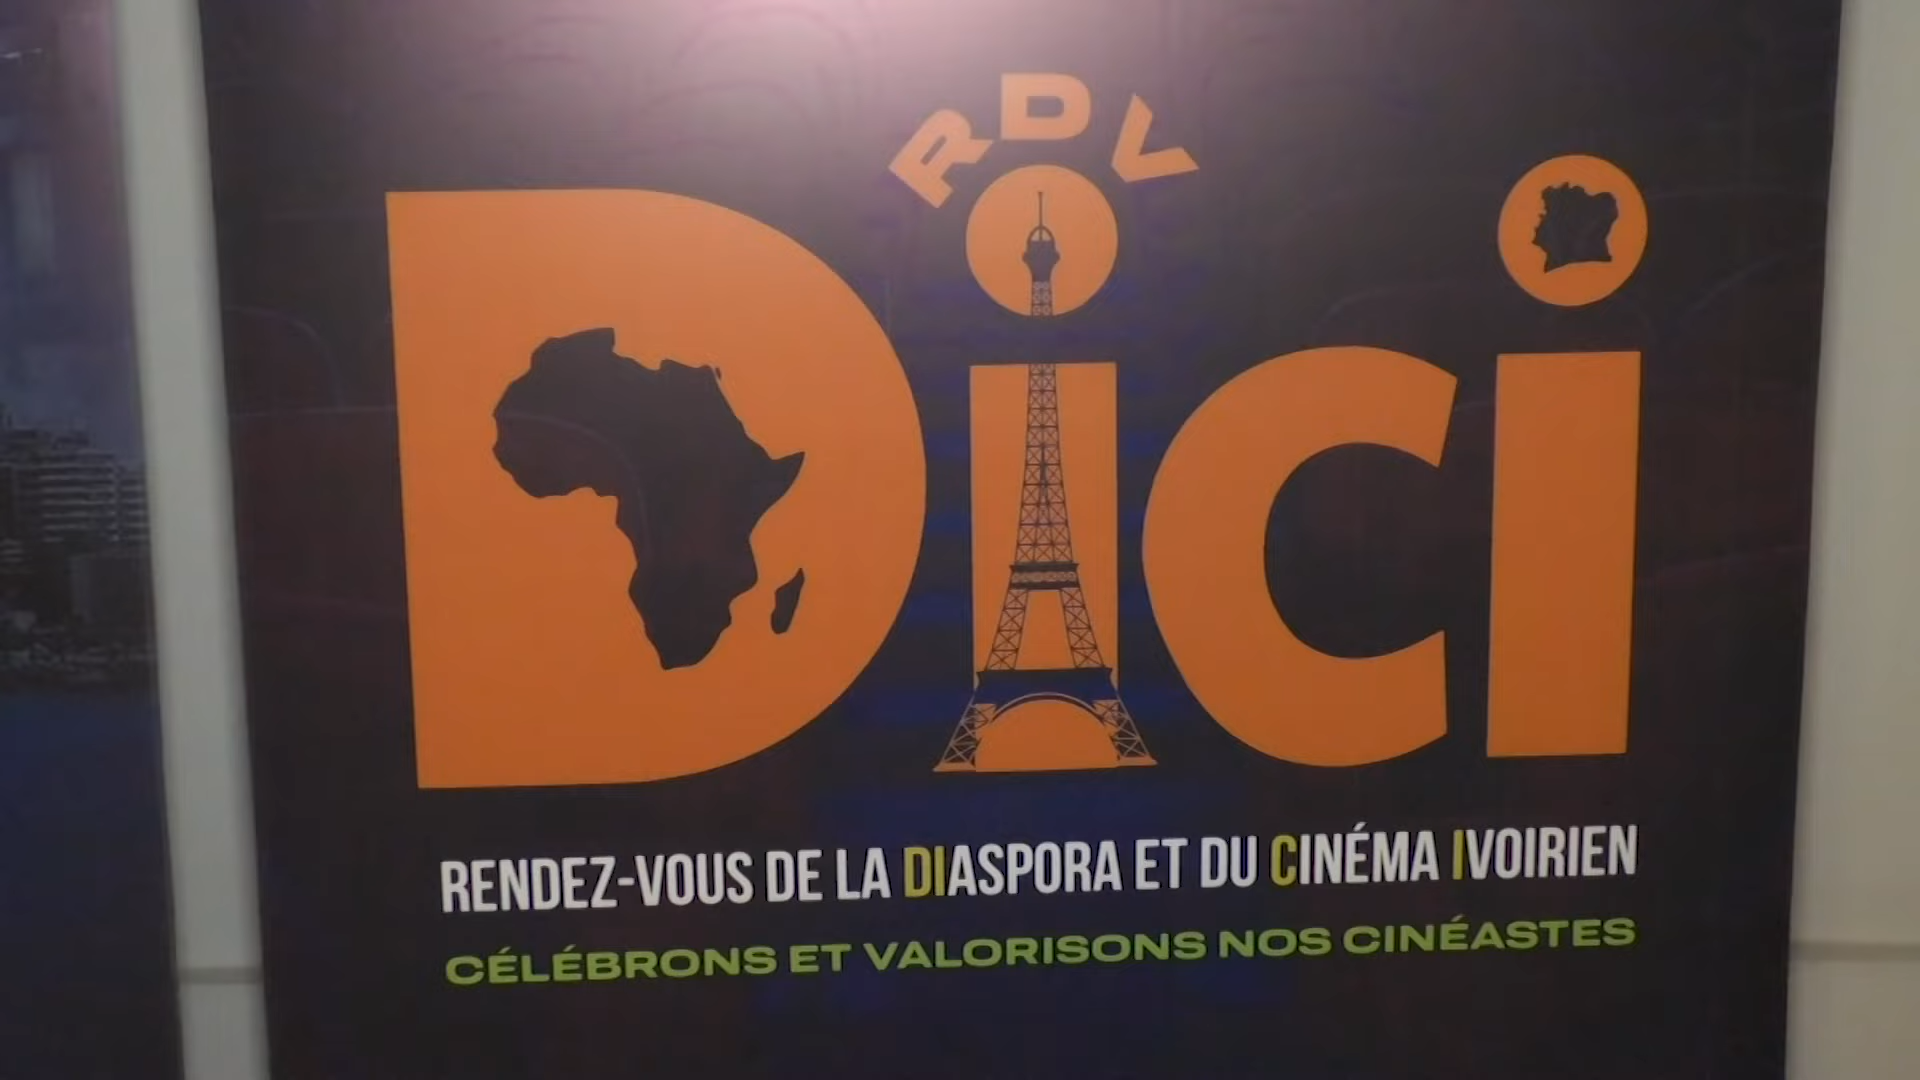 RDV
Dici
RENDEZ-VOUS DE LA DIASPORA ET DU CINÉMA IVOIRIEN
CÉLÉBRONS ET VALORISONS NOS CINÉASTES